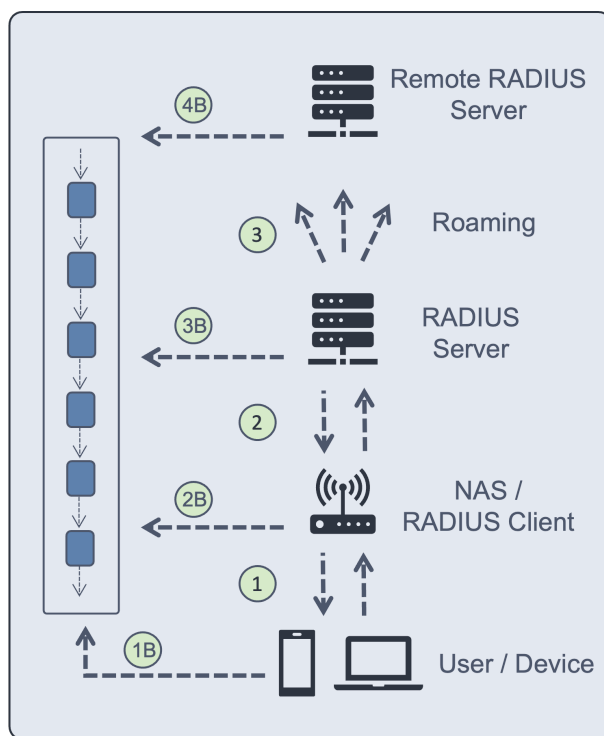 4B
Remote RADIUS
Server
3
Roaming
3B
RADIUS
Server
2
2B
NAS /
RADIUS Client
1
1B
User / Device